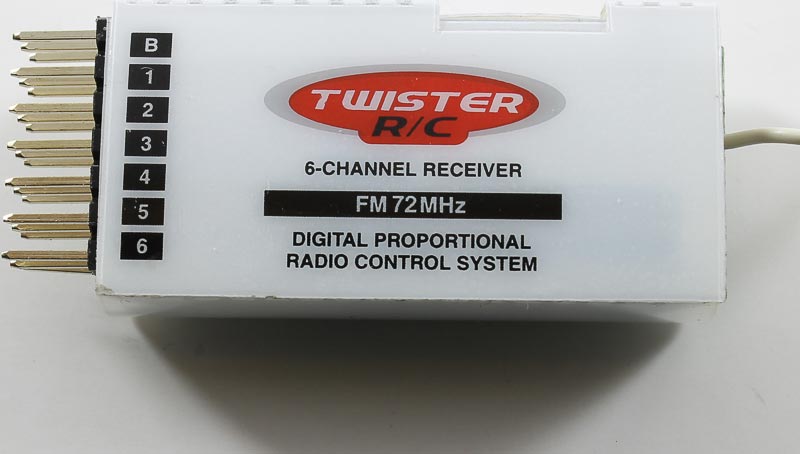 B
1
2
3
4
5
6
TWISTER
R/C
6-CHANNEL RECEIVER
FM 72MHz
DIGITAL PROPORTIONAL
RADIO CONTROL SYSTEM